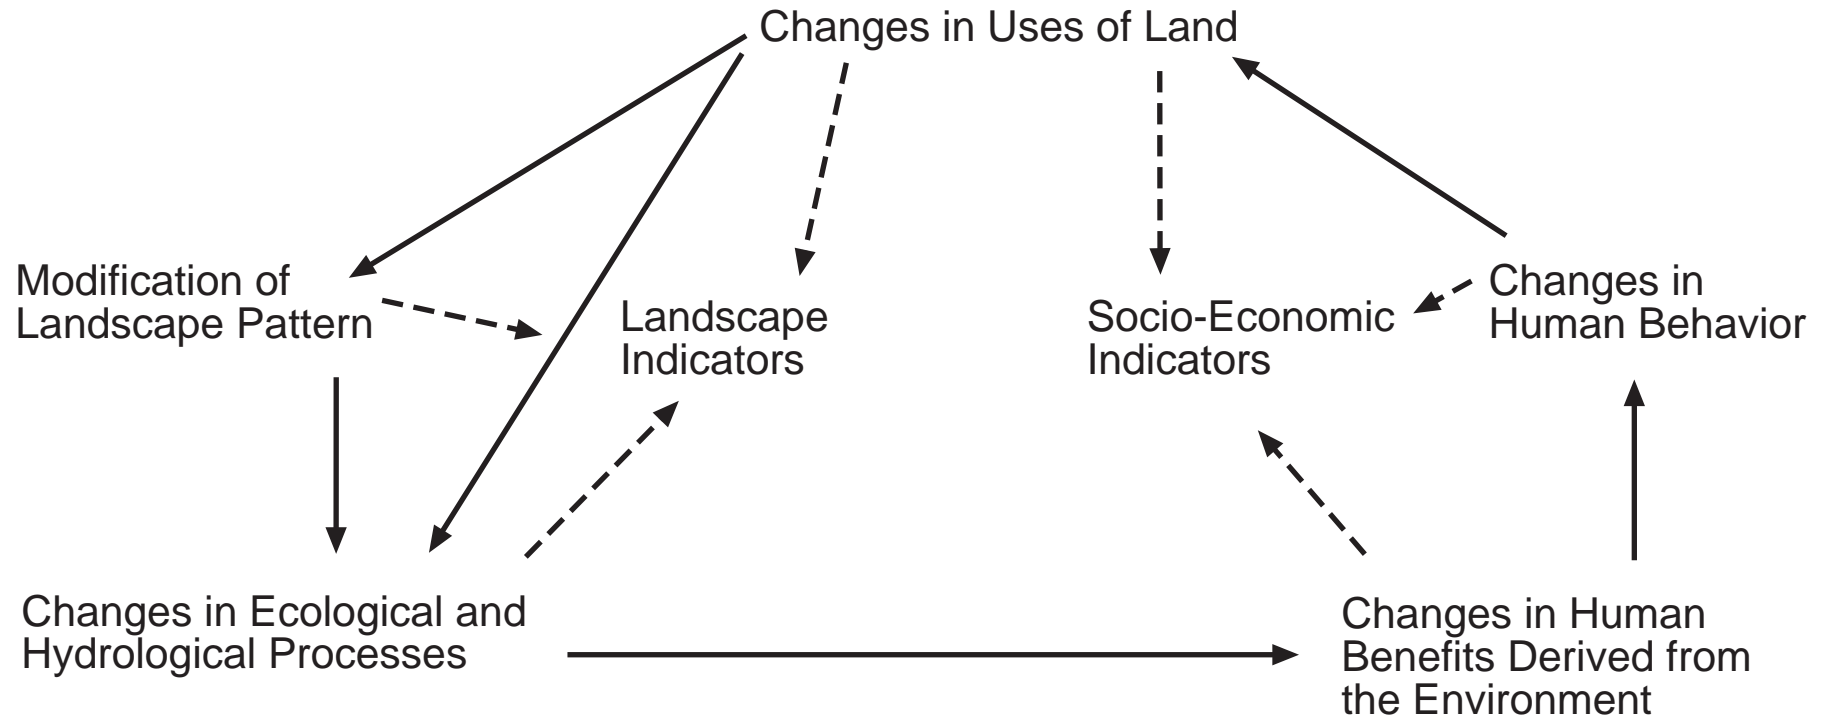 Changes in Uses of Land
Modification of
Landscape Pattern
Landscape
Indicators
Socio-Economic
Indicators
Changes in
Human Behavior
Changes in Ecological and
Hydrological Processes
Changes in Human
Benefits Derived from
the Environment